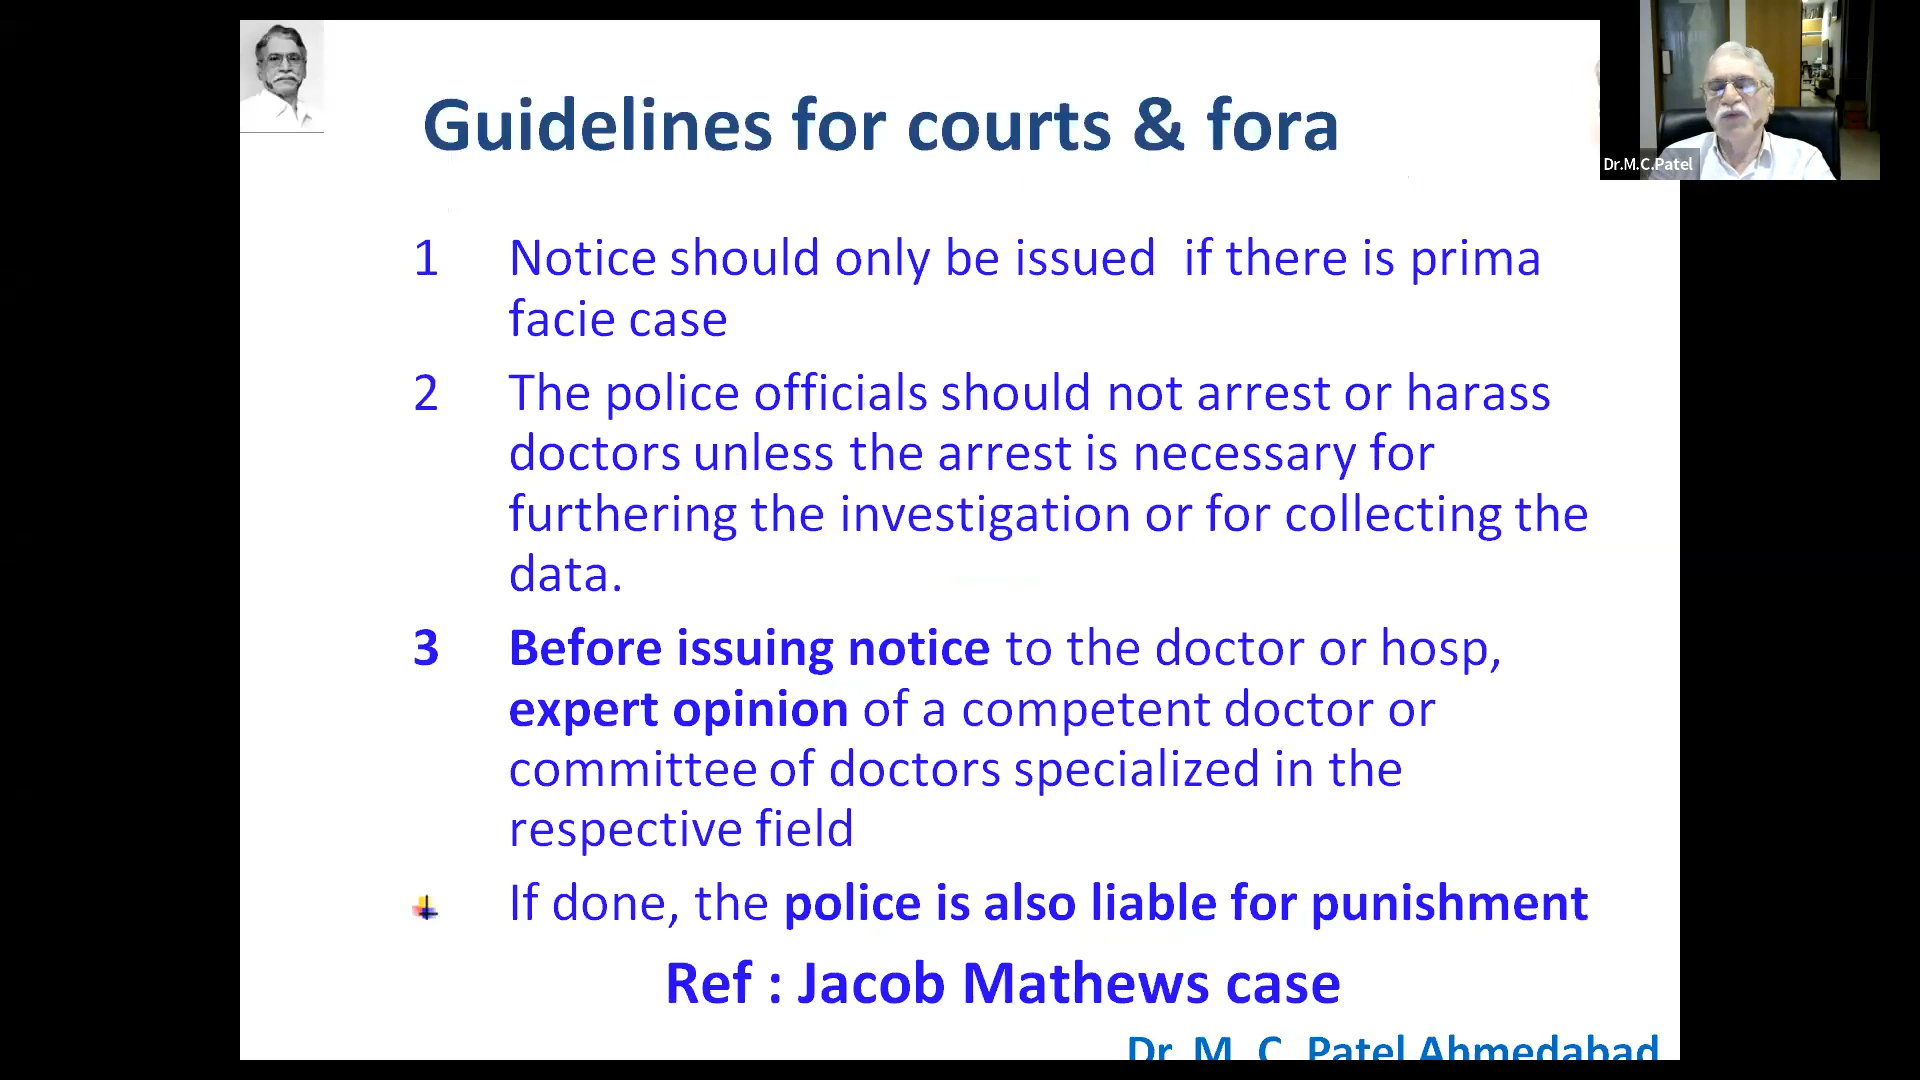 Guidelines for courts & fora
Dr.M.C.Patel
1 Notice should only be issued if there is prima
facie case
2 The police officials should not arrest or harass
doctors unless the arrest is necessary for
furthering the investigation or for collecting the
data.
3 Before issuing notice to the doctor or hosp,
expert opinion of a competent doctor or
committee of doctors specialized in the
respective field
If done, the police is also liable for punishment
Ref : Jacob Mathews case
Dr. M. C. Patel Ahmedabad